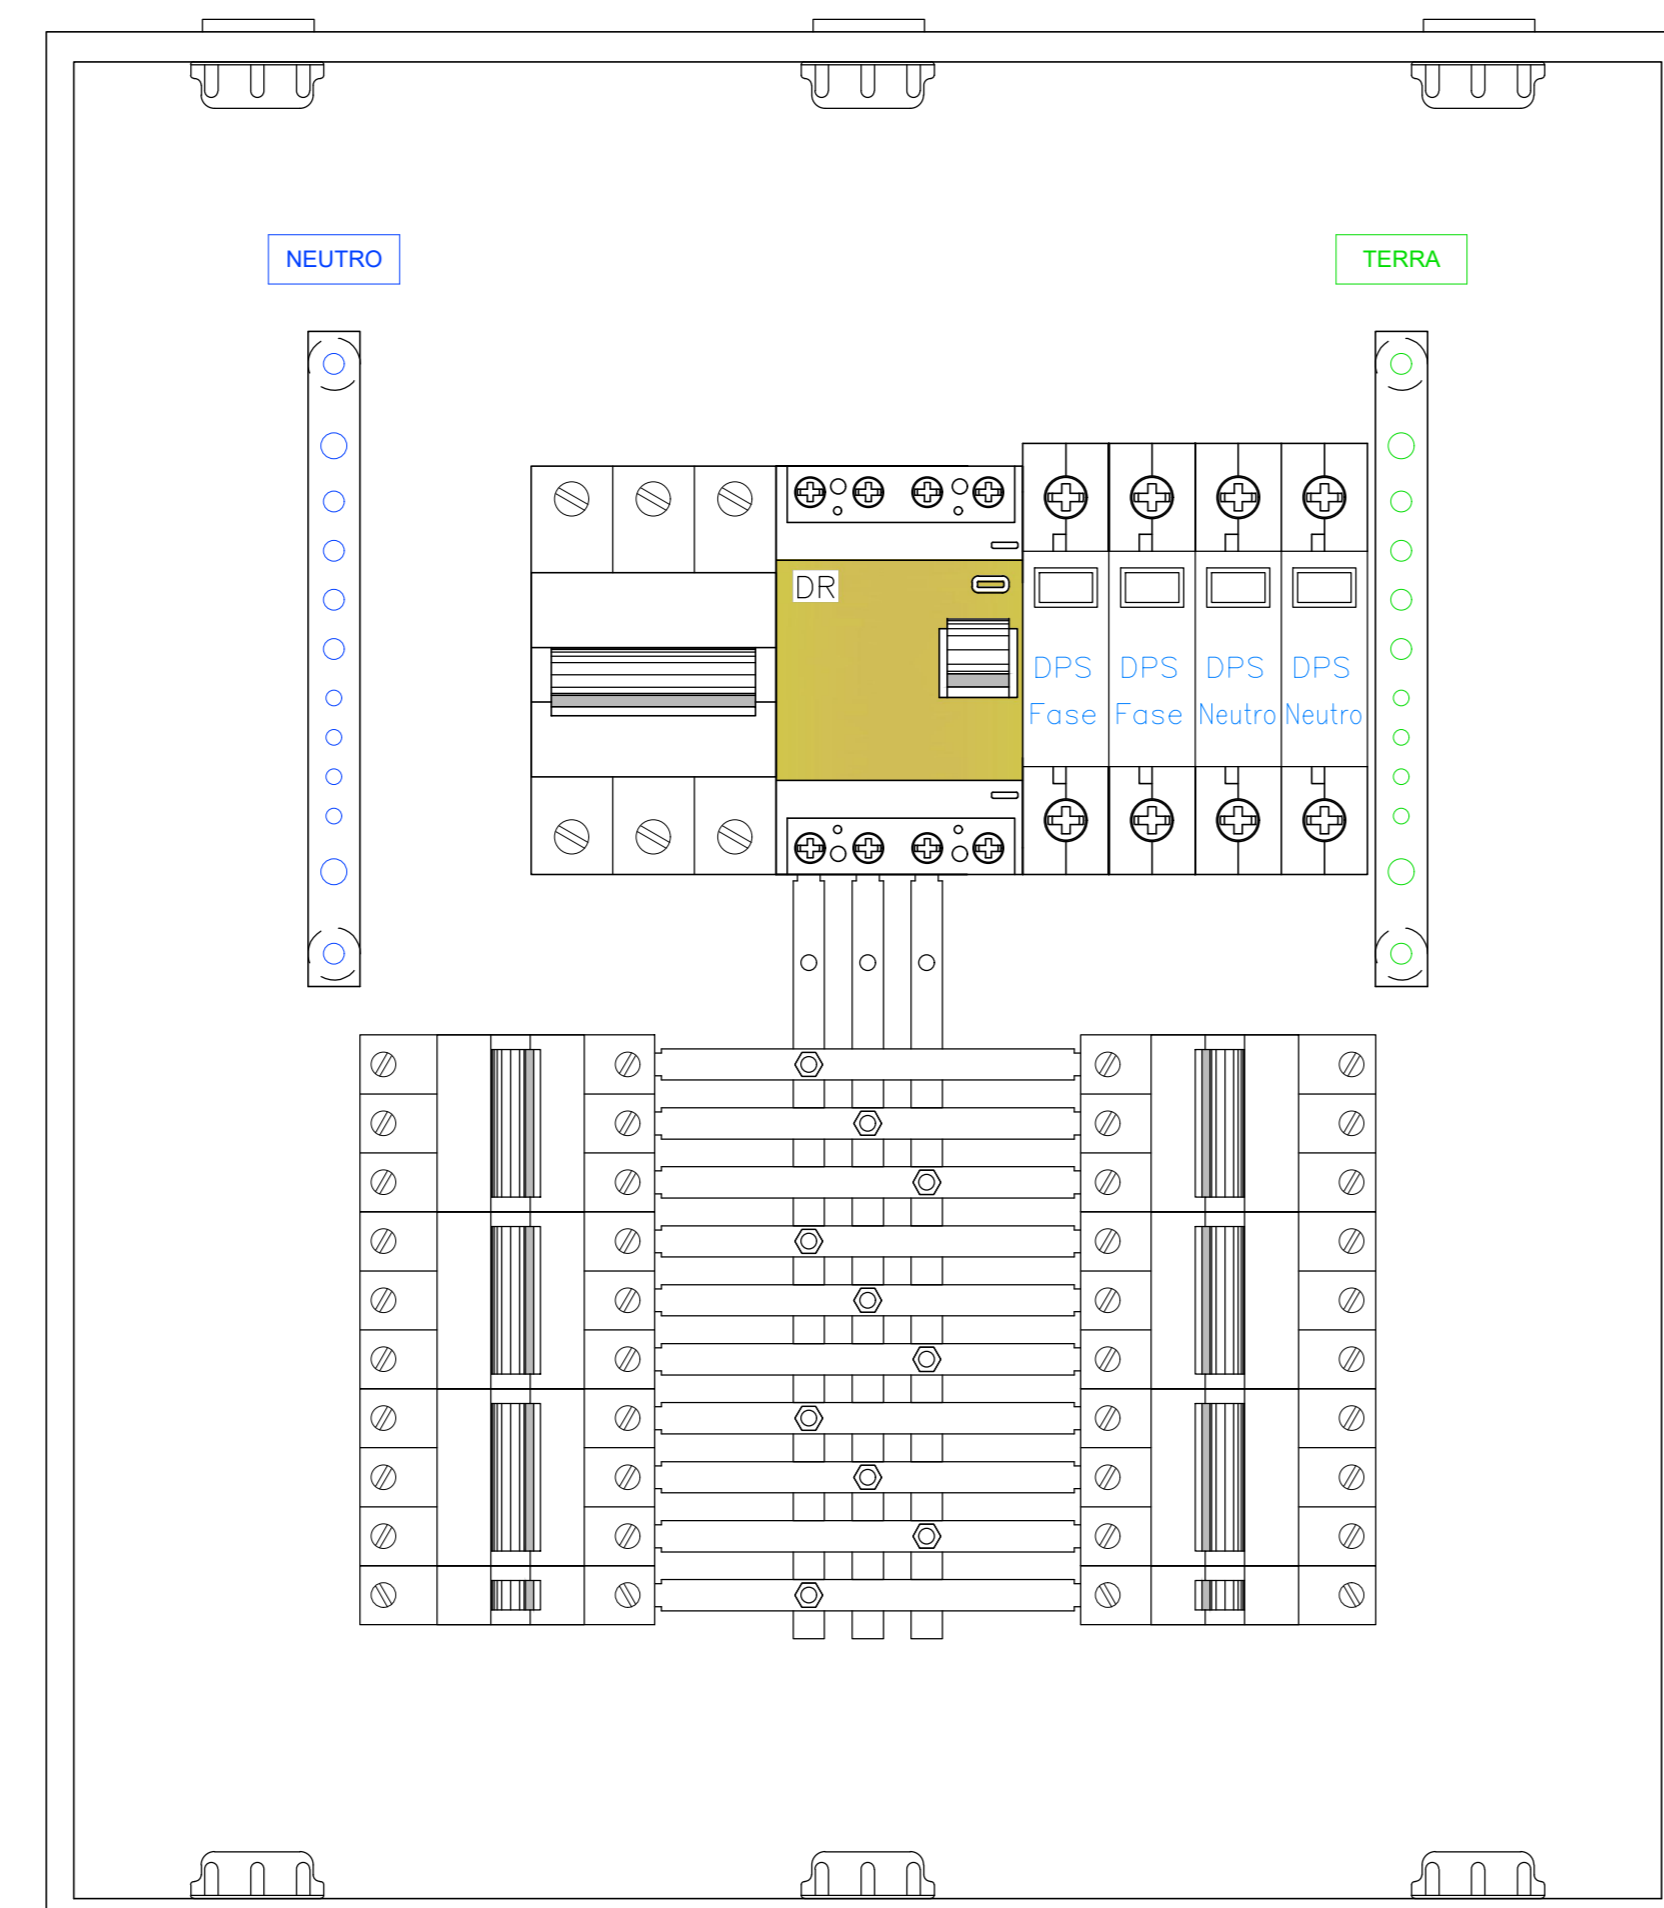 NEUTRO
TERRA
DR
DPS
Fase
DPS
Fase
DPS
Neutro
DPS
Neutro